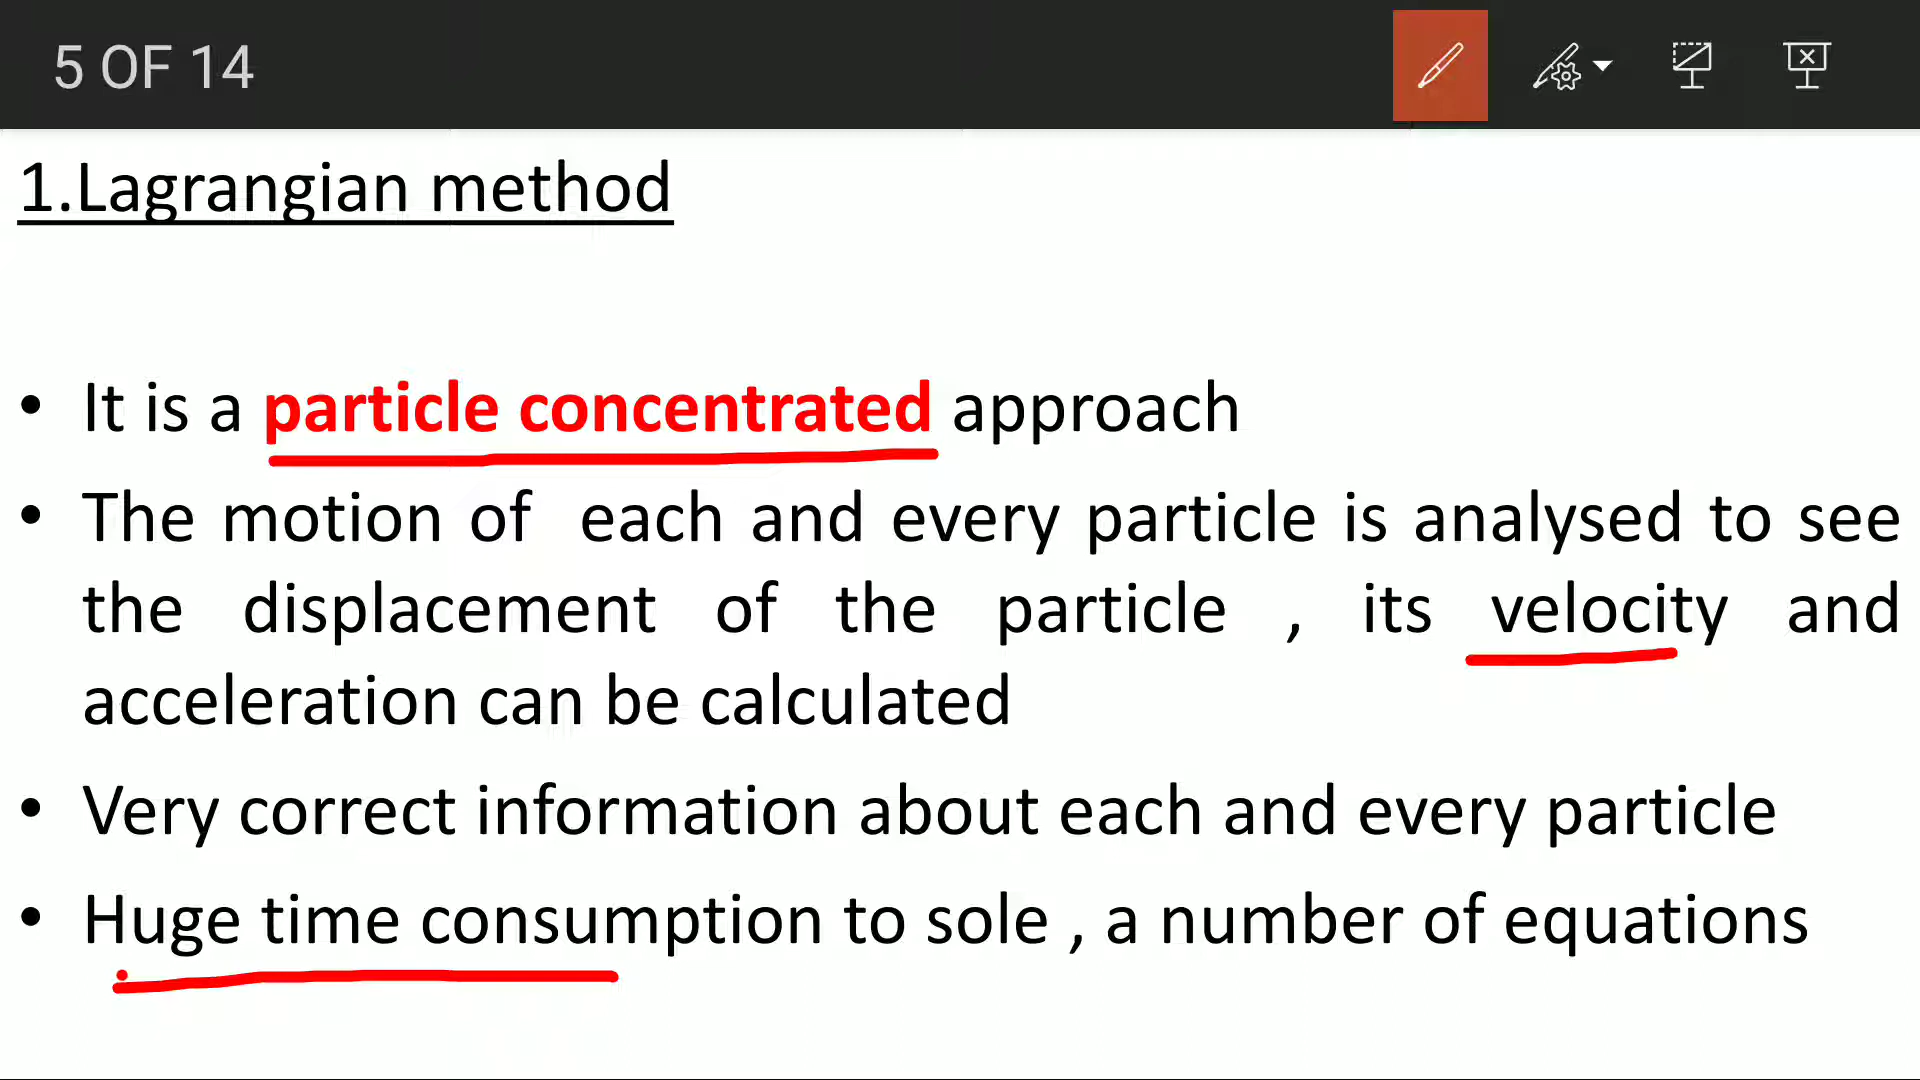 5 OF 14
1.Lagrangian method
• It is a particle concentrated approach
• The motion of each and every particle is analysed to see
the displacement of the particle , its velocity and
acceleration can be calculated
• Very correct information about each and every particle
• Huge time consumption to sole , a number of equations